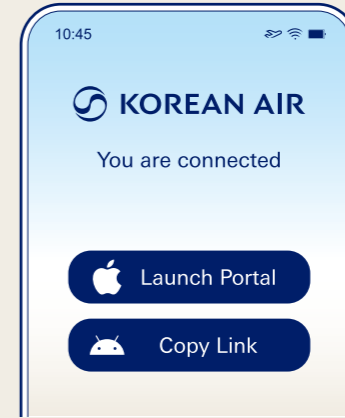 10:45
KOREAN AIR
You are connected
Launch Portal
Copy Link